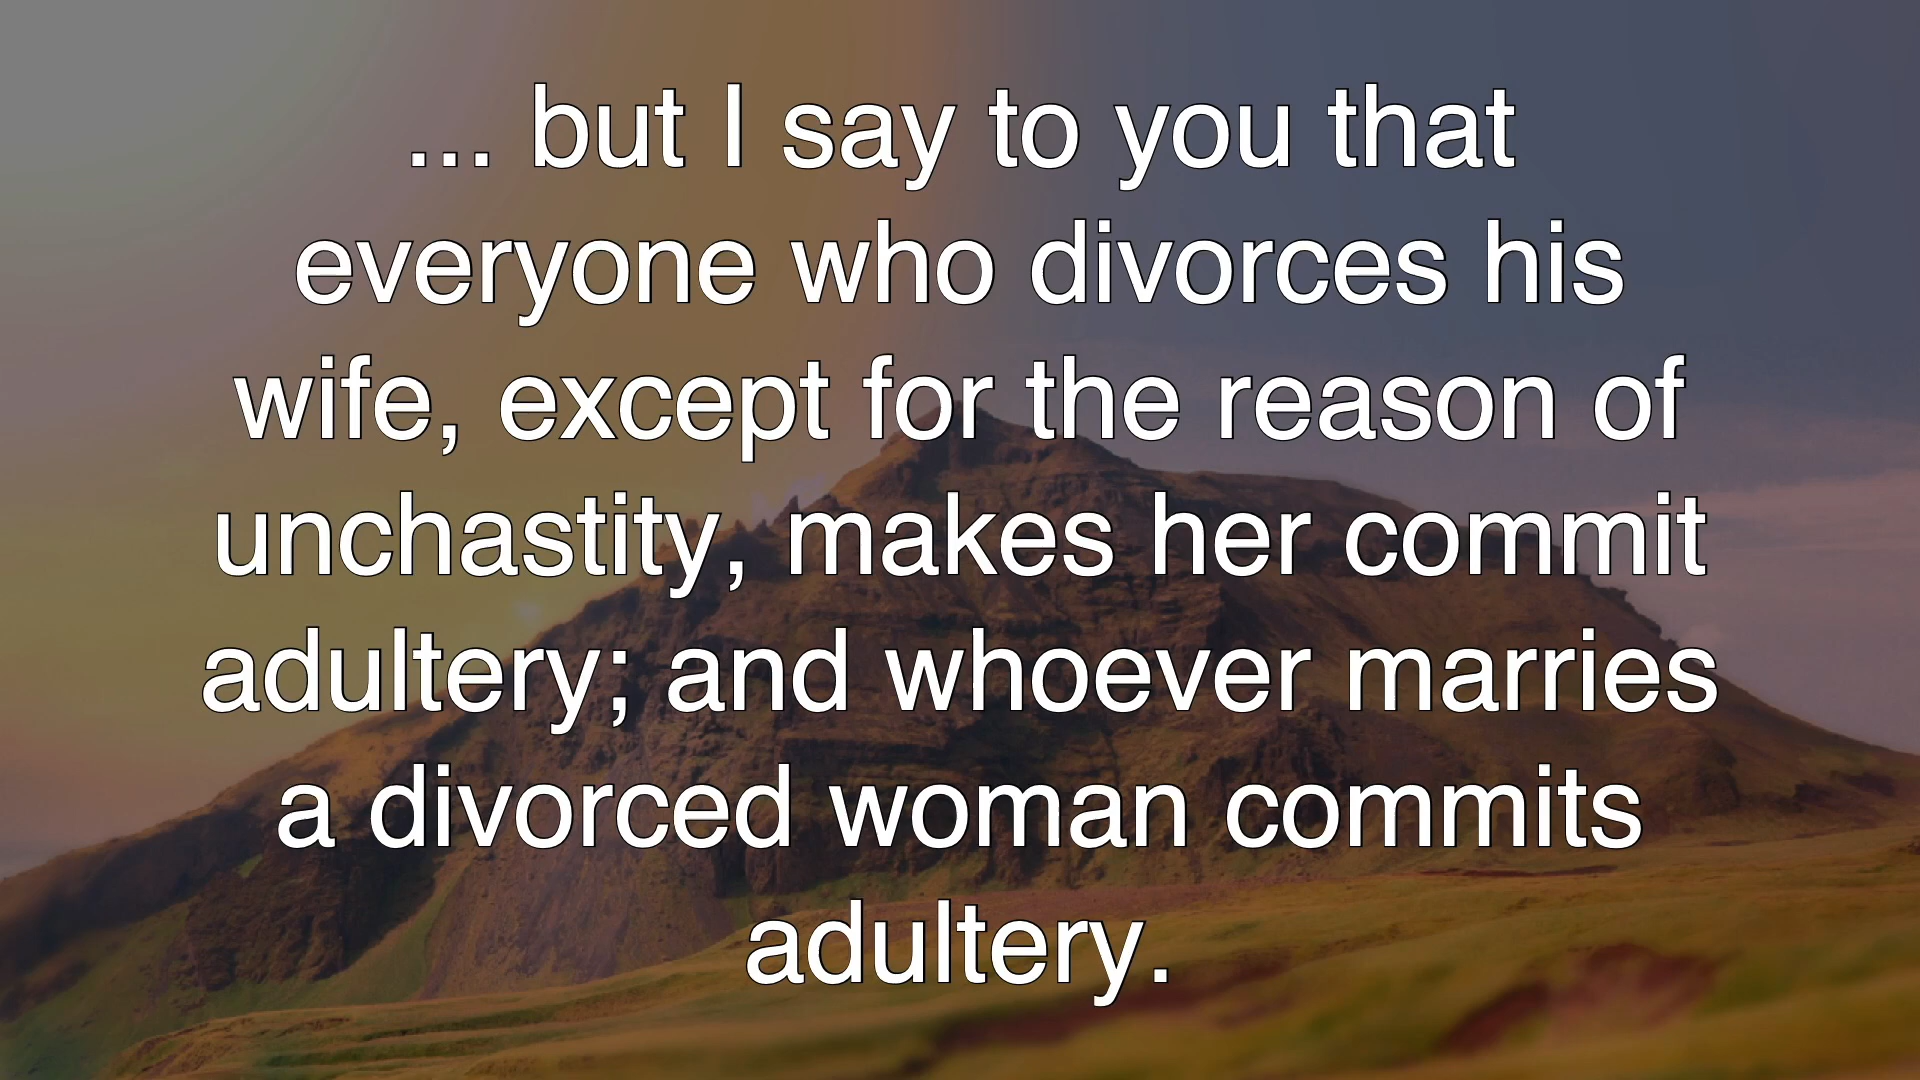 ... but I say to you that
everyone who divorces his
wife, except for the reason of
unchastity, makes her commit
adultery; and whoever marries
a divorced woman commits
adultery.